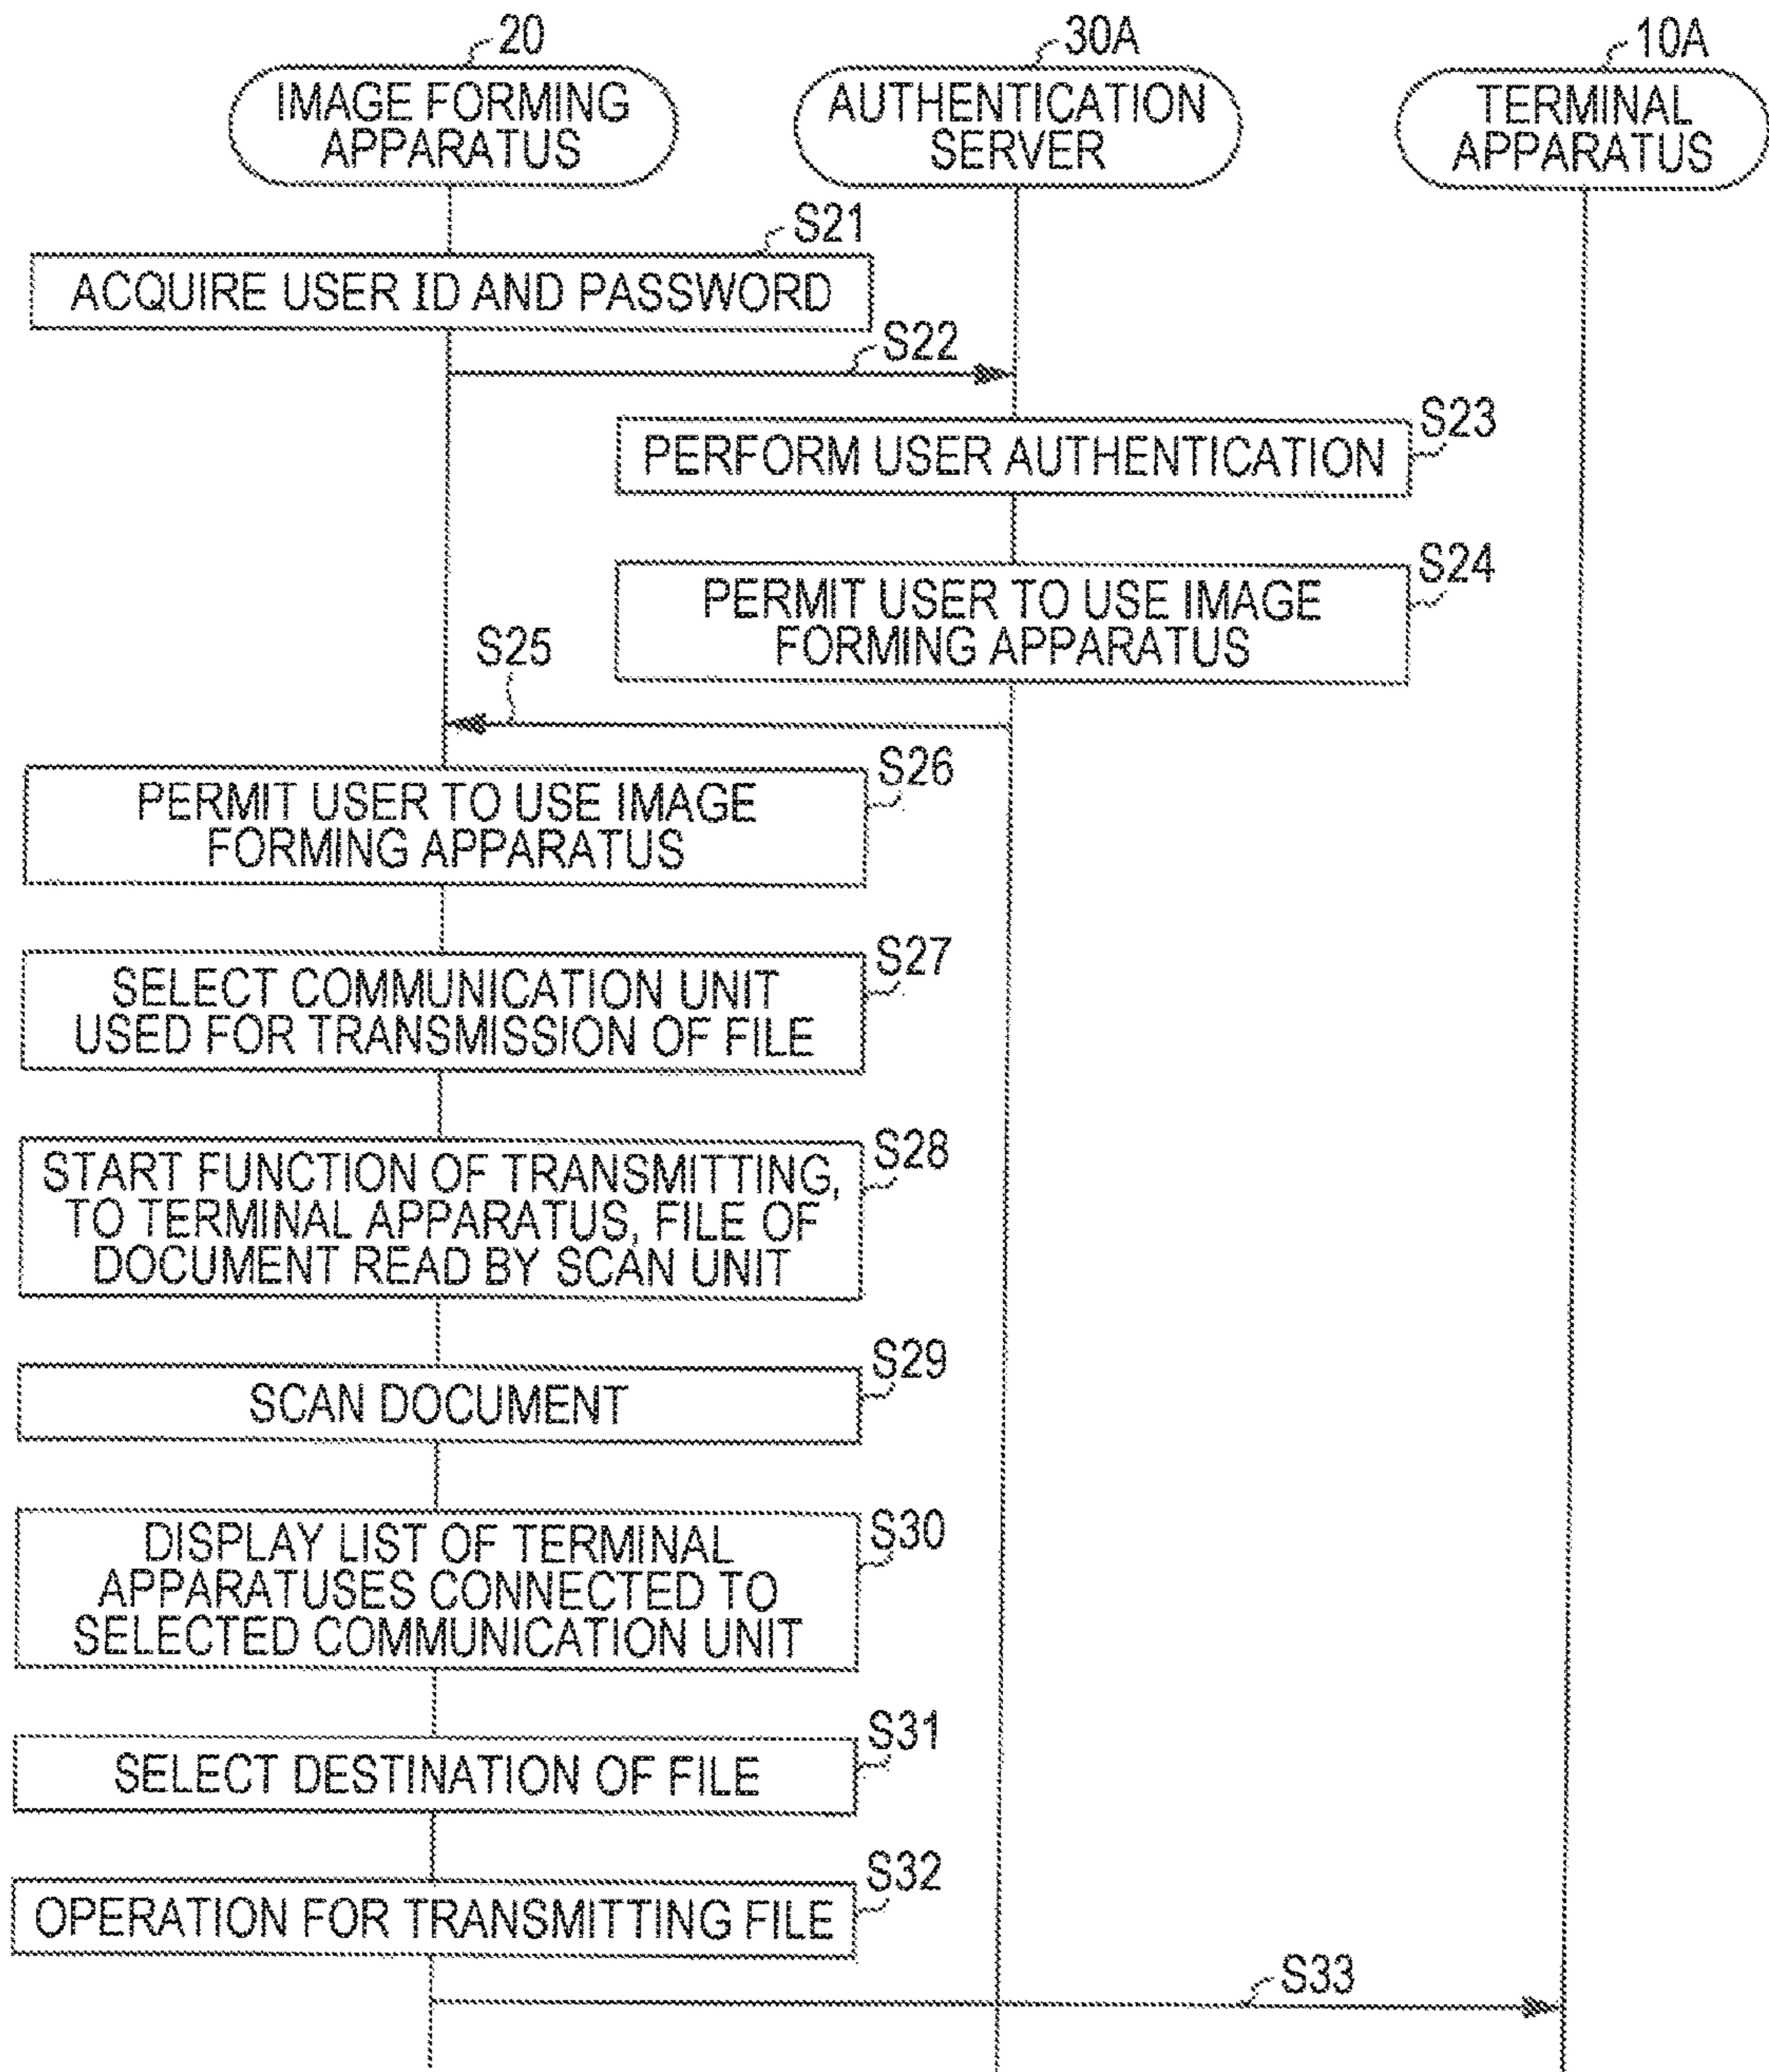 20
IMAGE FORMING
APPARATUS
30A
AUTHENTICATION
SERVER
10A
TERMINAL
APPARATUS
S21
ACQUIRE USER ID AND PASSWORD
S22
S23
PERFORM USER AUTHENTICATION
S24
PERMIT USER TO USE IMAGE
FORMING APPARATUS
S25
S26
PERMIT USER TO USE IMAGE
FORMING APPARATUS
S27
SELECT COMMUNICATION UNIT
USED FOR TRANSMISSION OF FILE
S28
START FUNCTION OF TRANSMITTING,
TO TERMINAL APPARATUS, FILE OF
DOCUMENT READ BY SCAN UNIT
S29
SCAN DOCUMENT
S30
DISPLAY LIST OF TERMINAL
APPARATUSES CONNECTED TO
SELECTED COMMUNICATION UNIT
S31
SELECT DESTINATION OF FILE
S32
OPERATION FOR TRANSMITTING FILE
S33